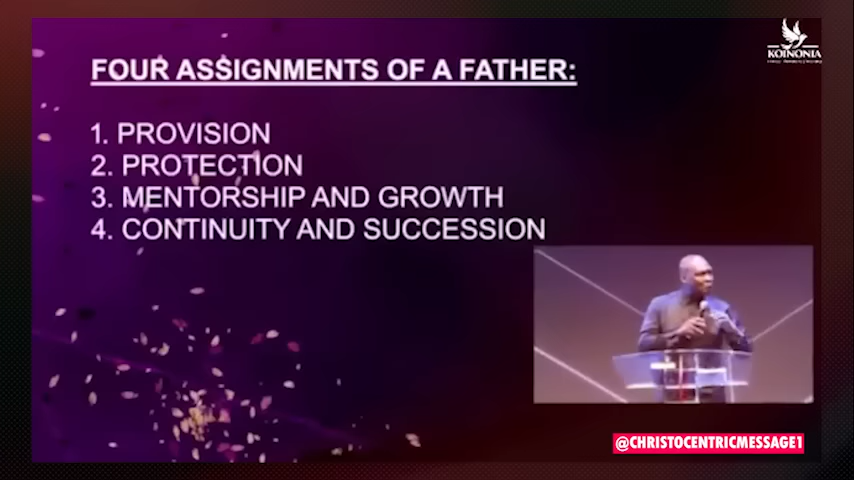 FOUR ASSIGNMENTS OF A FATHER:
KOINONIA
1. PROVISION
2. PROTECTION
3. MENTORSHIP AND GROWTH
4. CONTINUITY AND SUCCESSION
@CHRISTOCENTRICMESSAGE1